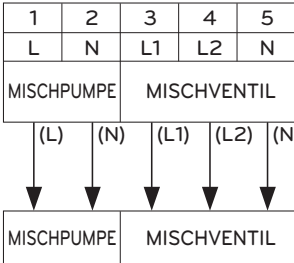 1 2 3 4 5
L N L1 L2 N
MISCHPUMPE MISCHVENTIL
(L) (N) (L1) (L2) (N
MISCHPUMPE MISCHVENTIL